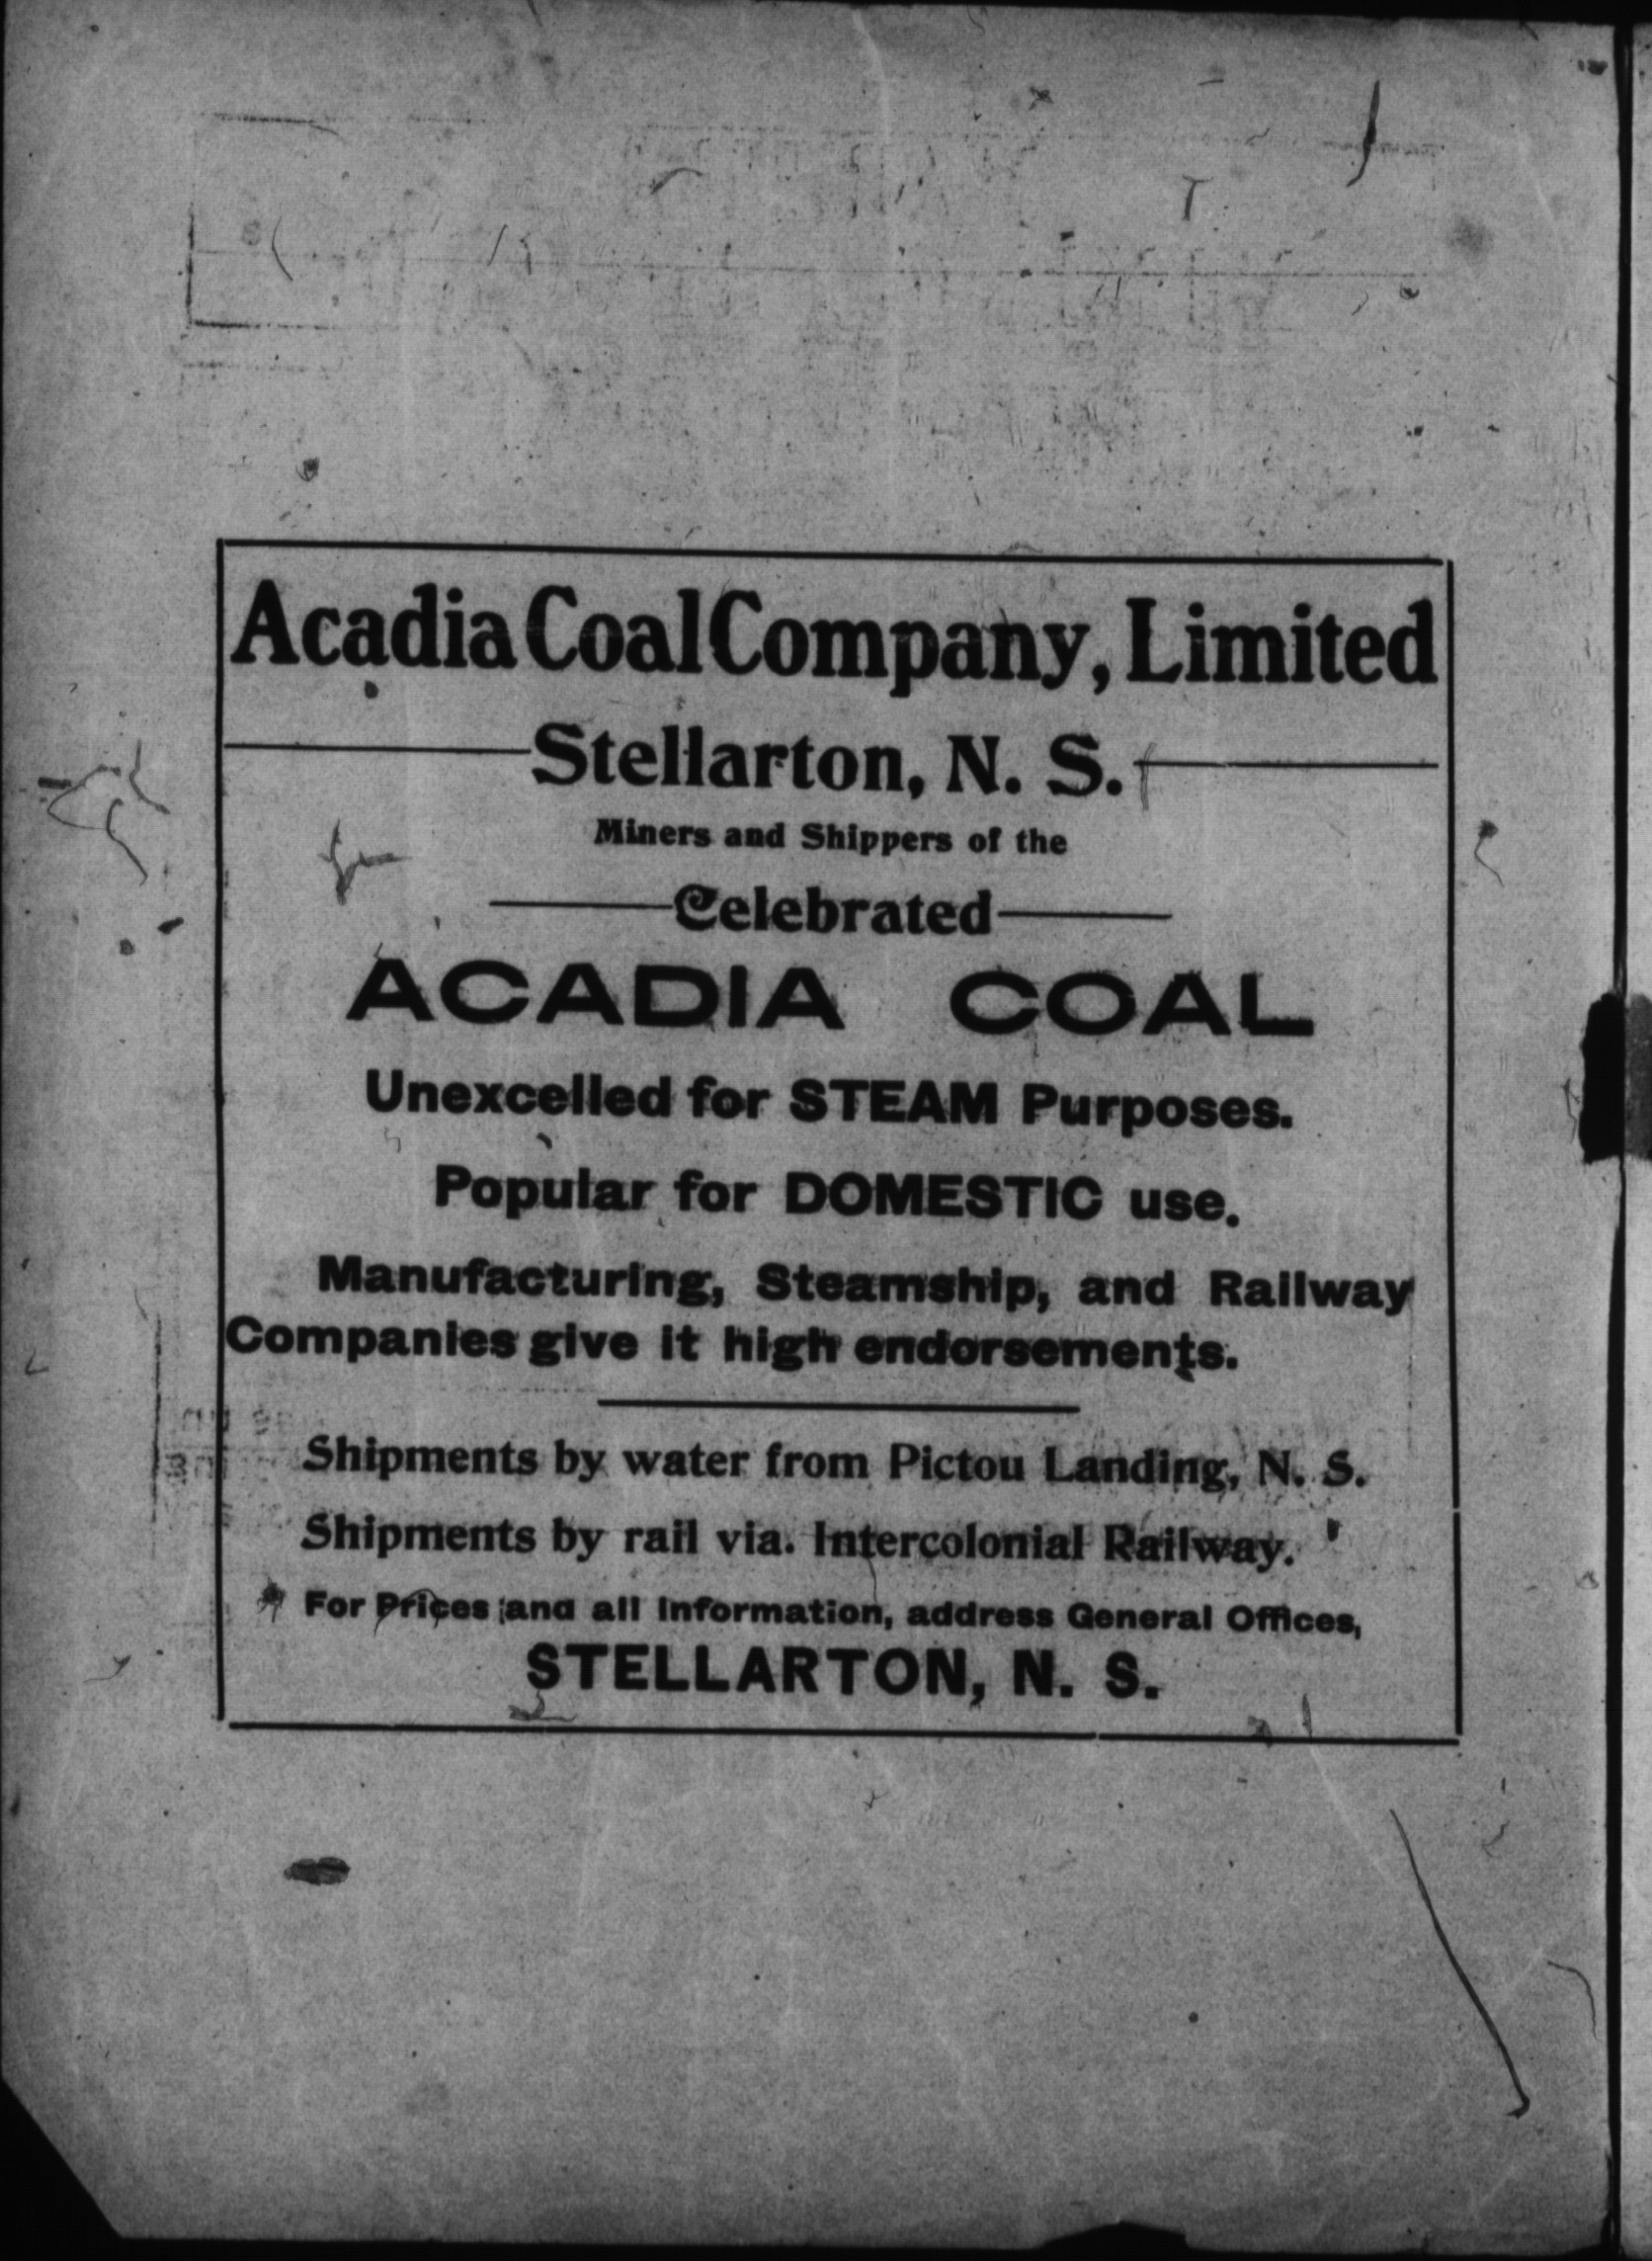 Acadia Coal Company, Limited
Stellarton, N. S.
Miners and Shippers of the
Celebrated
ACADIA COAL
Unexcelled for STEAM Purposes.
Popular for DOMESTIC use.
Manufacturing, Steamship, and Railway
Companies give it high endorsements.
Shipments by water from Pictou Landing, N. S.
Shipments by rail via. Intercolonial Railway.
For Prices and all information, address General Offices,
STELLARTON, N. S.